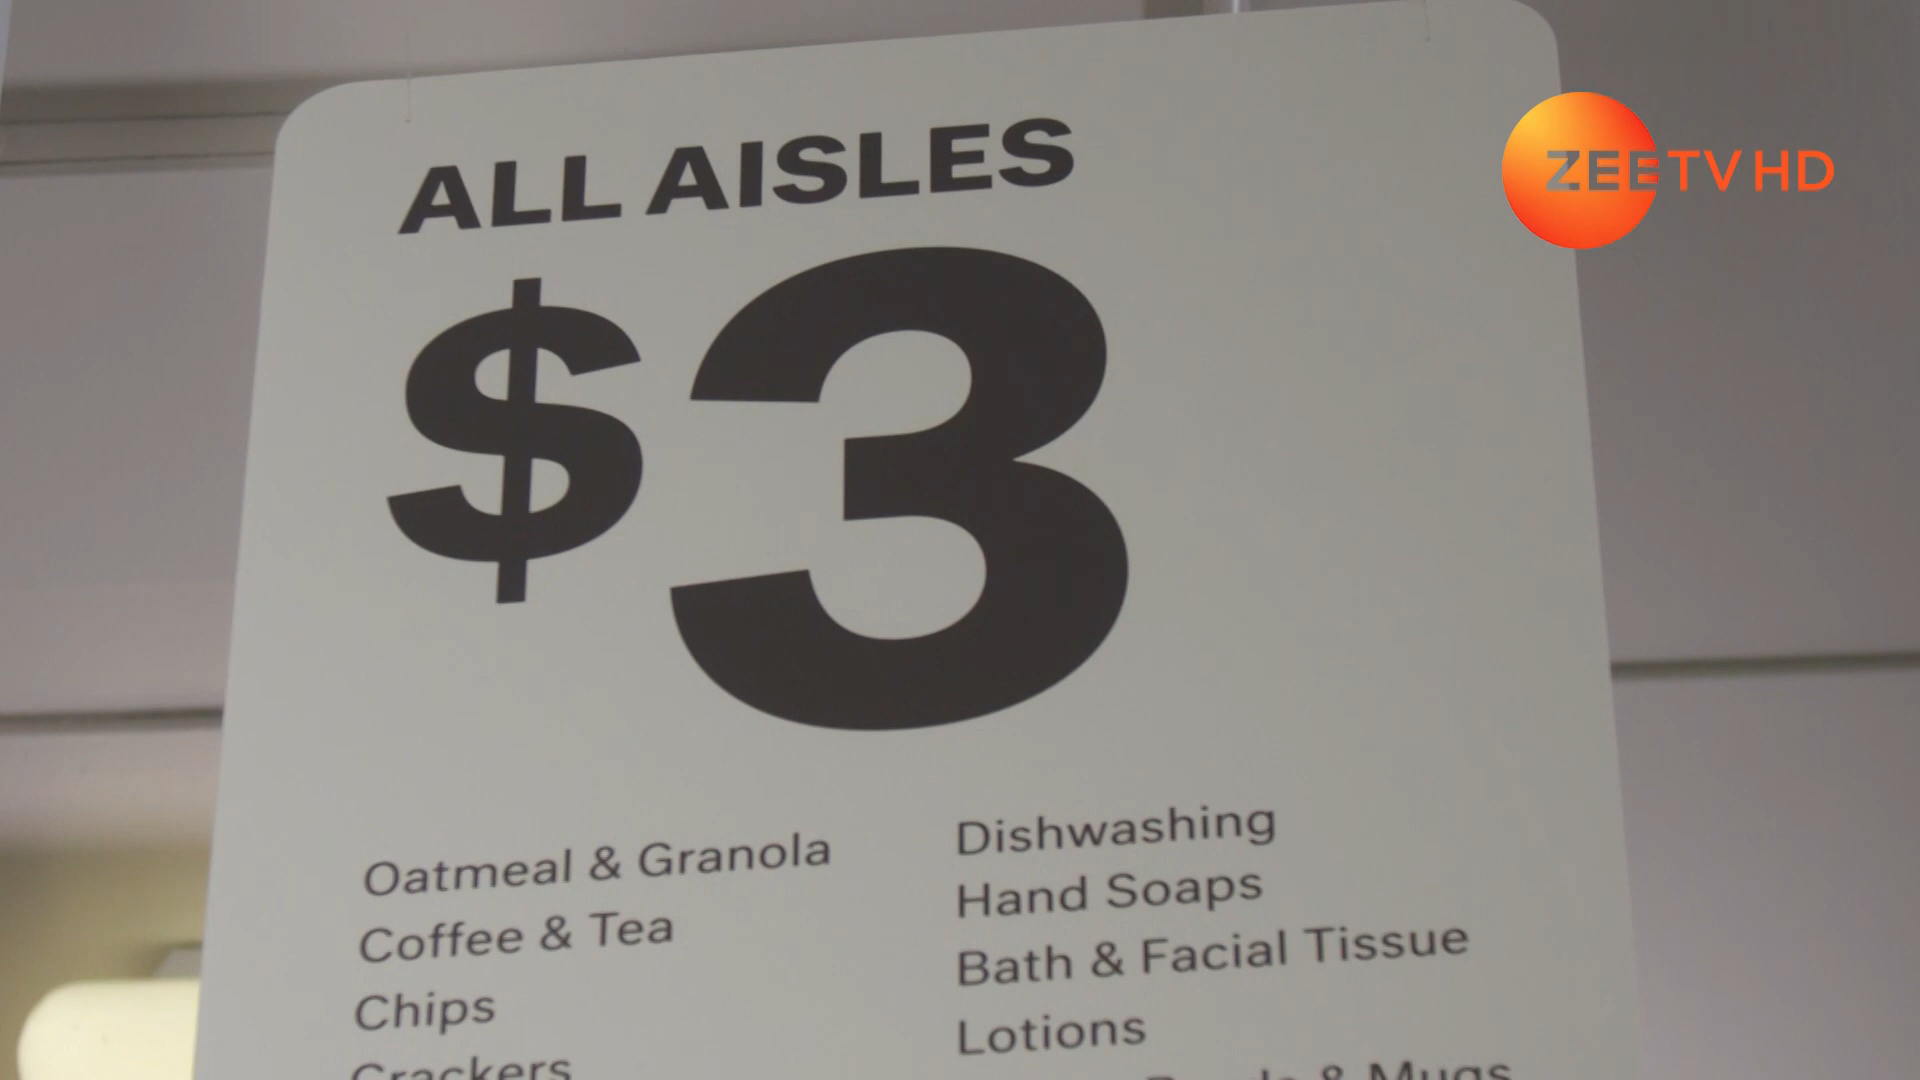 ALL AISLES
$3
Oatmeal & Granola
Coffee & Tea
Chips
Crackers
Dishwashing
Hand Soaps
Bath & Facial Tissue
Lotions
& Mugs
ZEE TV HD